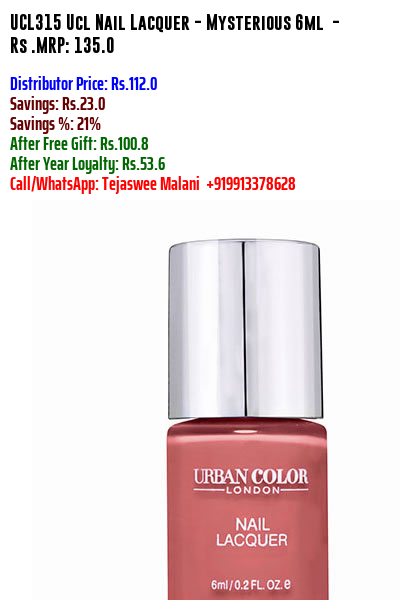 UCL315 Ucl Nail Lacquer - Mysterious 6ml -
Rs .MRP: 135.0
Distributor Price: Rs.112.0
Savings: Rs.23.0
Savings %: 21%
After Free Gift: Rs.100.8
After Year Loyalty: Rs.53.6
Call/WhatsApp: Tejaswee Malani +919913378628
URBAN COLOR
LONDON
NAIL
LACQUER
6ml/0.2 FL. OZ. e